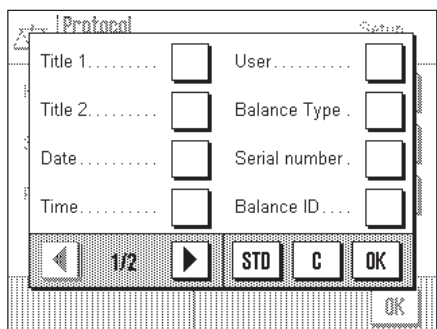 Protocol Setup
Title 1.......... User..........
Title 2.......... Balance Type .
Date.......... Serial number.
Time.......... Balance ID....
1/2 STD C OK
OK